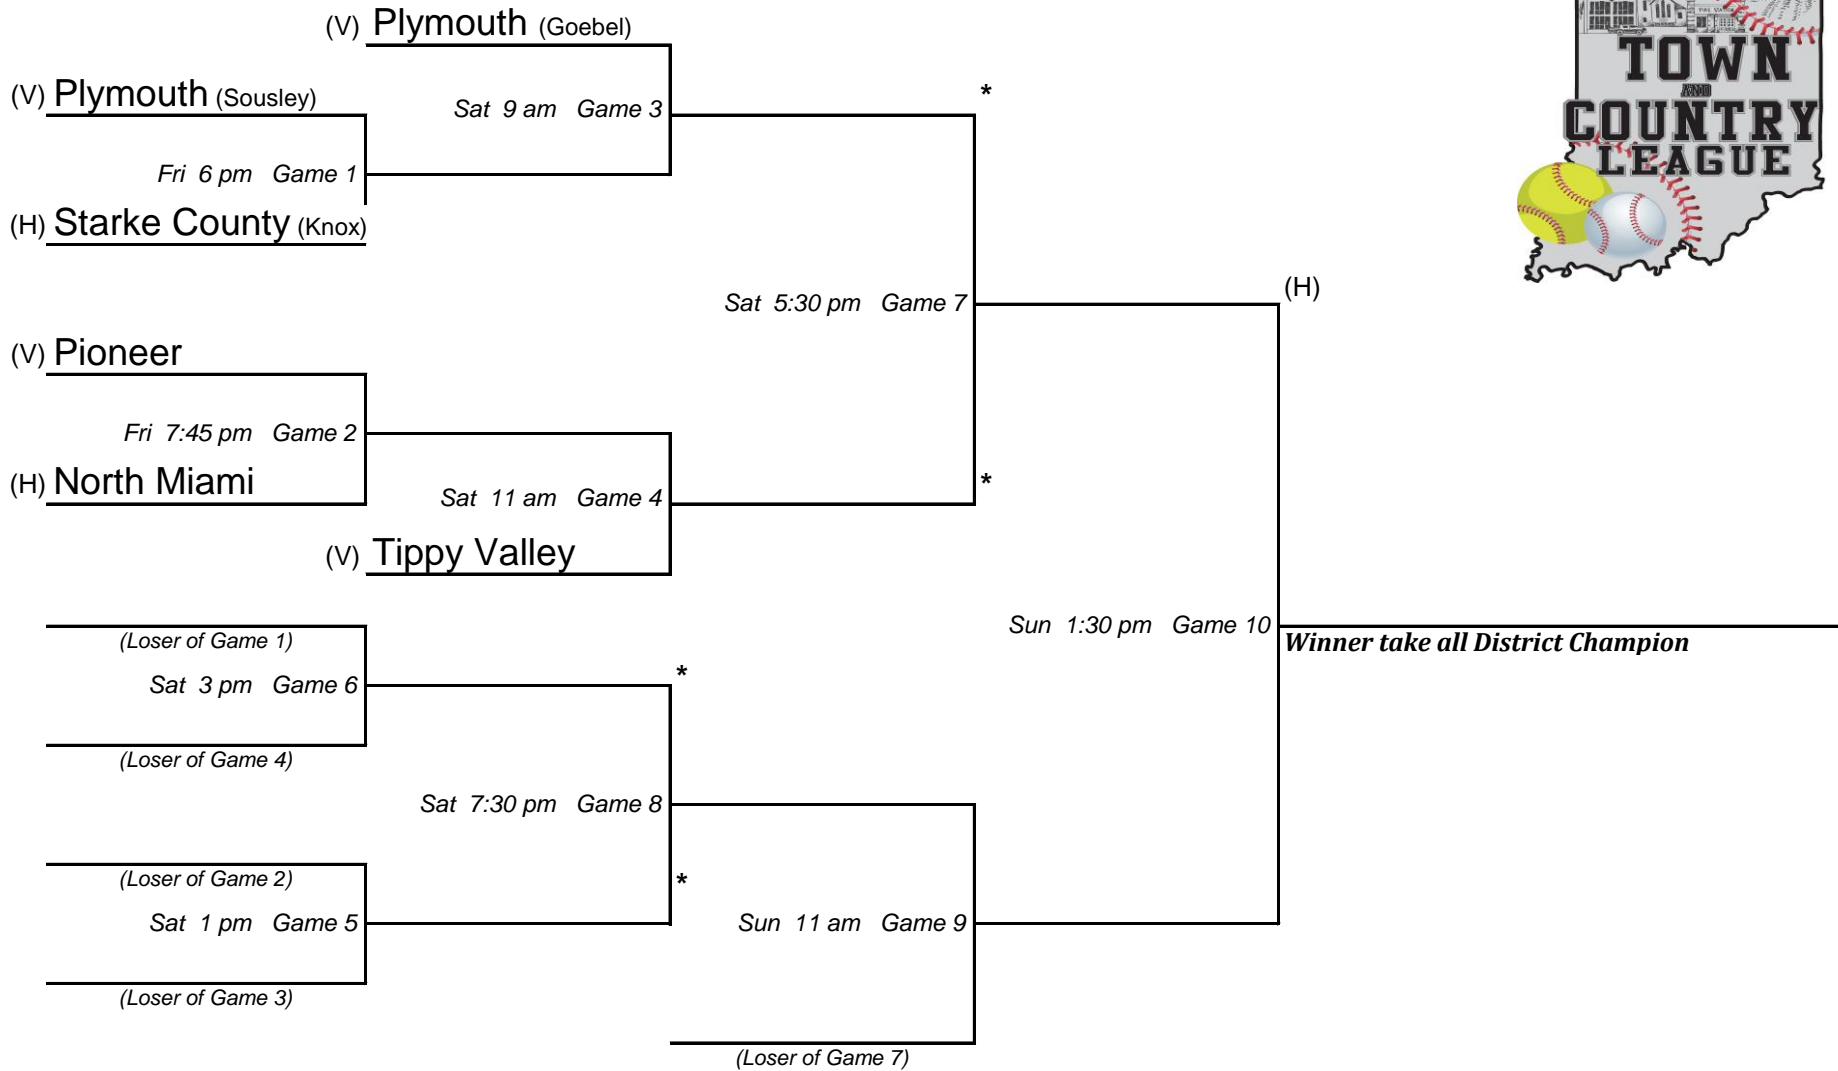 (V) Plymouth (Goebel)
(V) Plymouth (Sousley)
Sat 9 am Game 3
*
Fri 6 pm Game 1
(H) Starke County (Knox)
TOWN
AND
COUNTRY
LEAGUE
Sat 5:30 pm Game 7
(H)
(V) Pioneer
Fri 7:45 pm Game 2
(H) North Miami
Sat 11 am Game 4
*
(V) Tippy Valley
Sun 1:30 pm Game 10
Winner take all District Champion
(Loser of Game 1)
Sat 3 pm Game 6
*
(Loser of Game 4)
Sat 7:30 pm Game 8
(Loser of Game 2)
*
Sat 1 pm Game 5
Sun 11 am Game 9
(Loser of Game 3)
(Loser of Game 7)